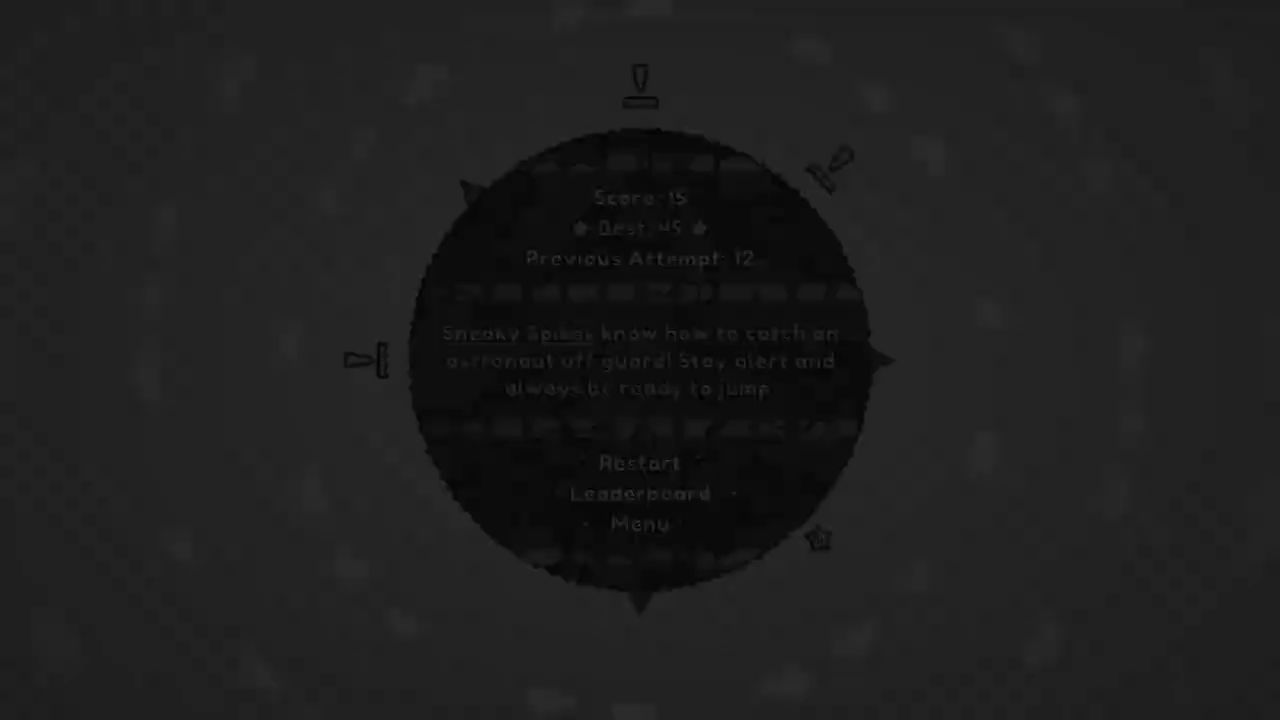 Score: 15
Best: 45
Previous Attempt: 12
Sneaky Spikes know how to catch an
astronaut off guard! Stay alert and
always be ready to jump
Restart
Leaderboard
Menu